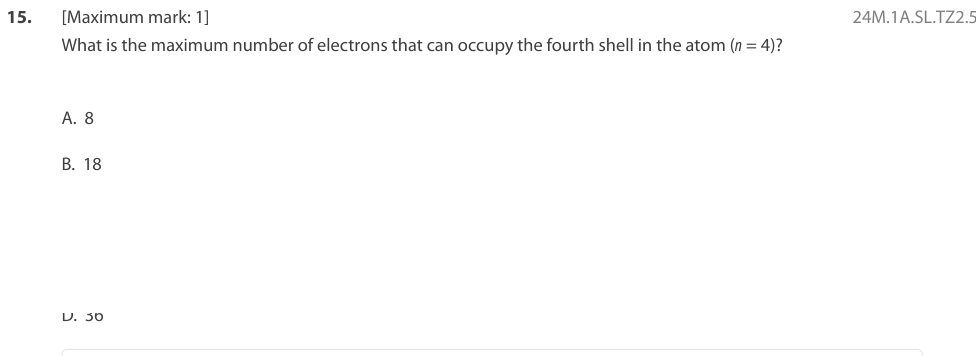 15. [Maximum mark: 1] 24M.1A.SL.TZ2.5
What is the maximum number of electrons that can occupy the fourth shell in the atom (n = 4)?
A. 8
B. 18
D. 36